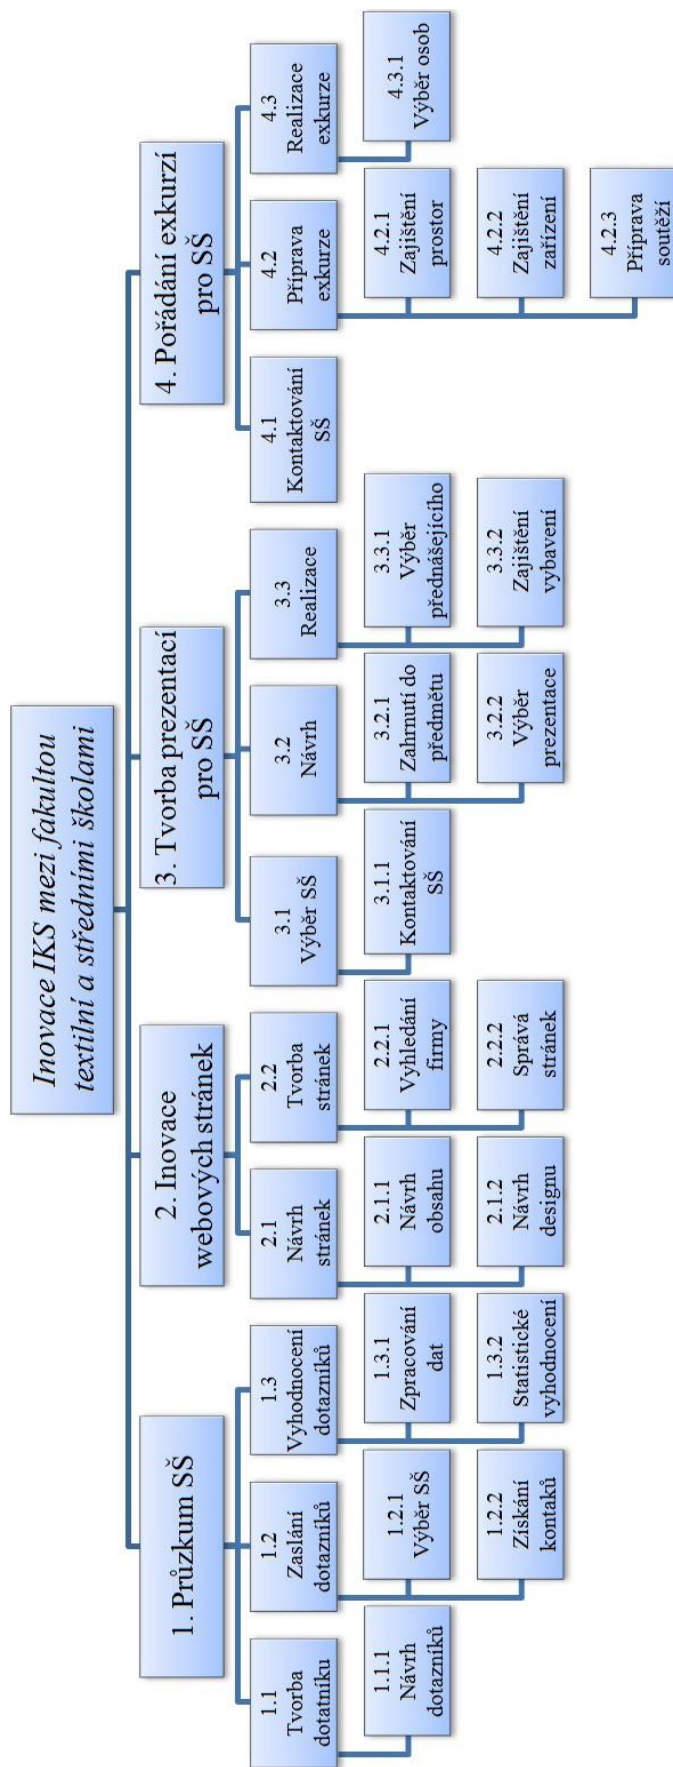 Inovace IKS mezi fakultou
textilní a středními školami
1. Průzkum SŠ
1.1
Tvorba
dotatníku
1.1.1
Návrh
dotazníků
1.2
Zaslání
dotazníků
1.2.1
Výběr SŠ
1.2.2
Získání
kontaků
1.3
Vyhodnocení
dotazníků
1.3.1
Zpracování
dat
1.3.2
Statistické
vyhodnocení
2. Inovace
webových stránek
2.1
Návrh
stránek
2.1.1
Návrh
obsahu
2.1.2
Návrh
designu
2.2
Tvorba
stránek
2.2.1
Vyhledání
firmy
2.2.2
Správá
stránek
3. Tvorba prezentací
pro SŠ
3.1
Výběr SŠ
3.1.1
Kontaktování
SŠ
3.2
Návrh
3.2.1
Zahrnutí do
předmětu
3.2.2
Výběr
prezentace
3.3
Realizace
3.3.1
Výběr
přednášejícího
3.3.2
Zajištění
vybavení
4. Pořádání exkurzí
pro SŠ
4.1
Kontaktování
SŠ
4.2
Příprava
exkurze
4.2.1
Zajištění
prostor
4.2.2
Zajištění
zařízení
4.2.3
Příprava
soutěží
4.3
Realizace
exkurze
4.3.1
Výběr osob